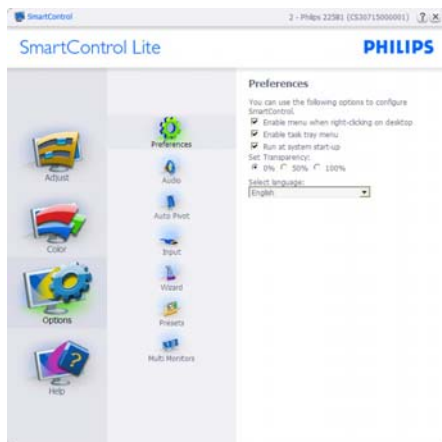 SmartControl
2 - Philips 225B1 (CS30715000001)
SmartControl Lite
PHILIPS
Adjust
Color
Options
Help
Preferences
Audio
Auto Pivot
Input
Wizard
Presets
Multi Monitors
Preferences
You can use the following options to configure
SmartControl.
Enable menu when right-clicking on desktop
Enable task tray menu
Run at system start-up
Set Transparency:
0% 50% 100%
Select language:
English